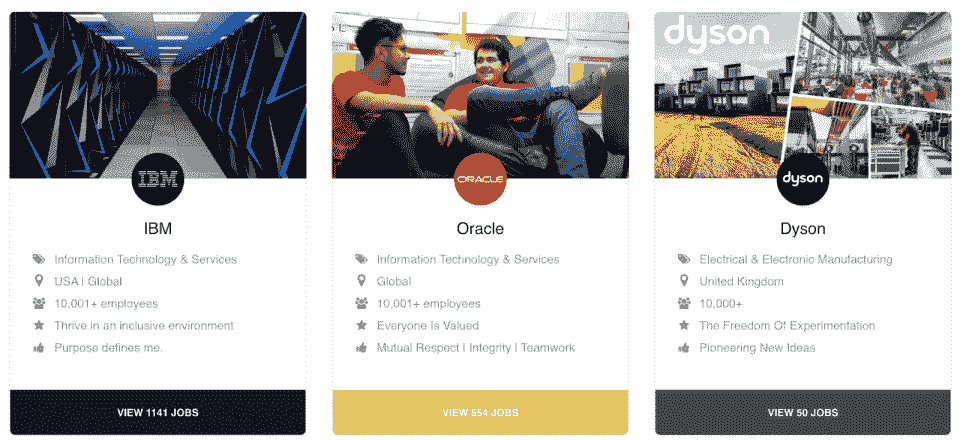 IBM
IBM
Information Technology & Services
USA | Global
10,001+ employees
Thrive in an inclusive environment
Purpose defines me.
VIEW 1141 JOBS
ORACLE
Oracle
Information Technology & Services
Global
10,001+ employees
Everyone Is Valued
Mutual Respect | Integrity | Teamwork
VIEW 554 JOBS
dyson
dyson
Dyson
Electrical & Electronic Manufacturing
United Kingdom
10,000+
The Freedom Of Experimentation
Pioneering New Ideas
VIEW 50 JOBS